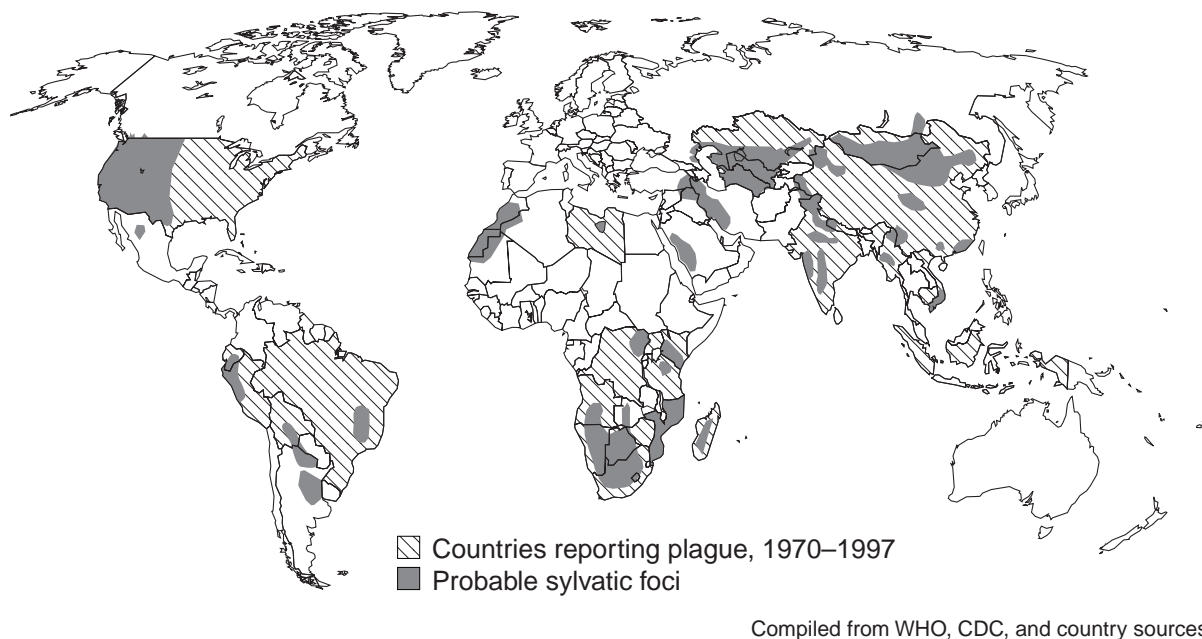 Countries reporting plague, 1970–1997
Probable sylvatic foci
Compiled from WHO, CDC, and country sources